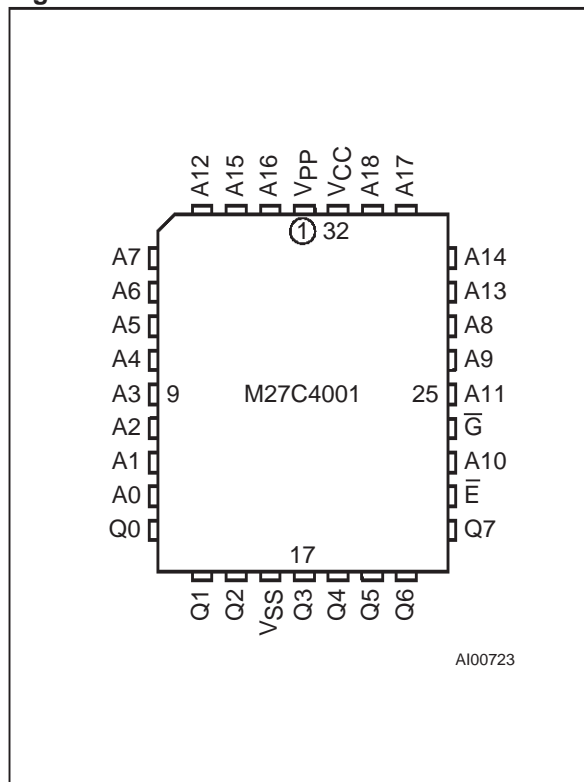 A12 A15 A16 VPP VCC A18 A17
1 32
A7 A14
A6 A13
A5 A8
A4 A9
A3 9 M27C4001 25 A11
A2 G̅
A1 A10
A0 E̅
Q0 Q7
17
Q1 Q2 VSS Q3 Q4 Q5 Q6
AI00723